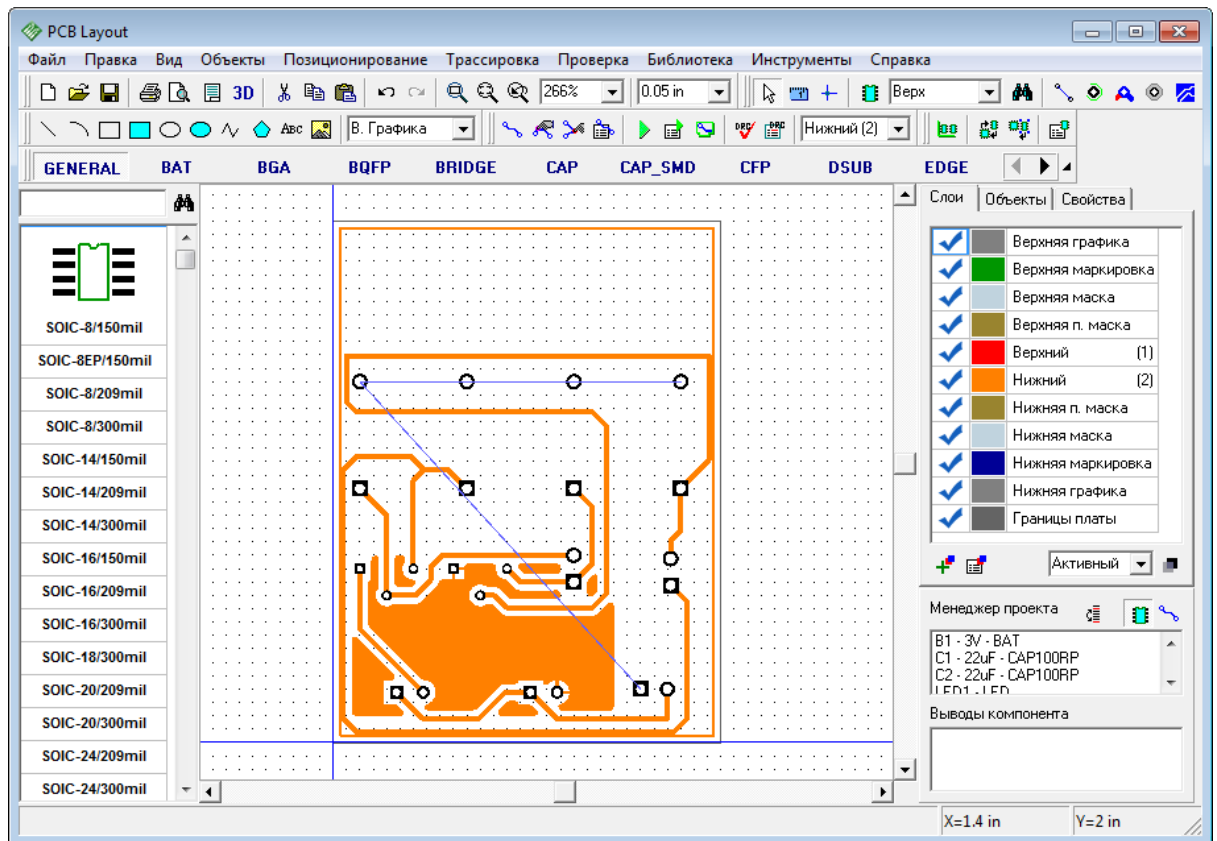 PCB Layout
Файл Правка Вид Объекты Позиционирование Трассировка Проверка Библиотека Инструменты Справка
3D 266% 0.05 in Верх
ABC В. Графика DRC DRC Нижний (2)
GENERAL BAT BGA BQFP BRIDGE CAP CAP_SMD CFP DSUB EDGE
SOIC-8/150mil
SOIC-8EP/150mil
SOIC-8/209mil
SOIC-8/300mil
SOIC-14/150mil
SOIC-14/209mil
SOIC-14/300mil
SOIC-16/150mil
SOIC-16/209mil
SOIC-16/300mil
SOIC-18/300mil
SOIC-20/209mil
SOIC-20/300mil
SOIC-24/209mil
SOIC-24/300mil
Слои Объекты Свойства
Верхняя графика
Верхняя маркировка
Верхняя маска
Верхняя п. маска
Верхний (1)
Нижний (2)
Нижняя п. маска
Нижняя маска
Нижняя маркировка
Нижняя графика
Границы платы
Активный
Менеджер проекта
B1 - 3V - BAT
C1 - 22uF - CAP100RP
C2 - 22uF - CAP100RP
LED1 - LED
Выводы компонента
X=1.4 in Y=2 in